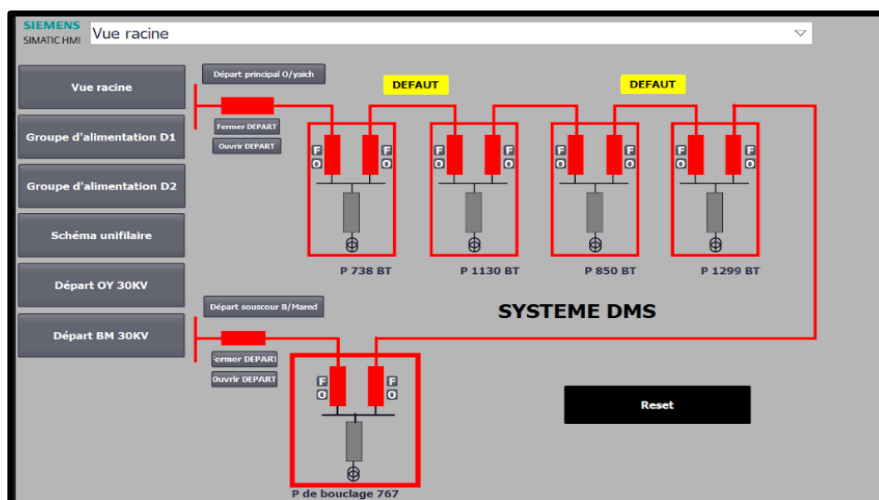 SIEMENS
SIMATIC HMI
Vue racine
Vue racine
Groupe d'alimentation D1
Groupe d'alimentation D2
Schéma unifilaire
Départ OY 30KV
Départ BM 30KV
Départ principal O/yaich
Fermer DEPART
Ouvrir DEPART
DEFAUT
DEFAUT
F
O
F
O
F
O
F
O
F
O
F
O
F
O
F
O
P 738 BT
P 1130 BT
P 850 BT
P 1299 BT
SYSTEME DMS
Départ souscour B/Mared
Fermer DEPART
Ouvrir DEPART
F
O
F
O
P de bouclage 767
Reset